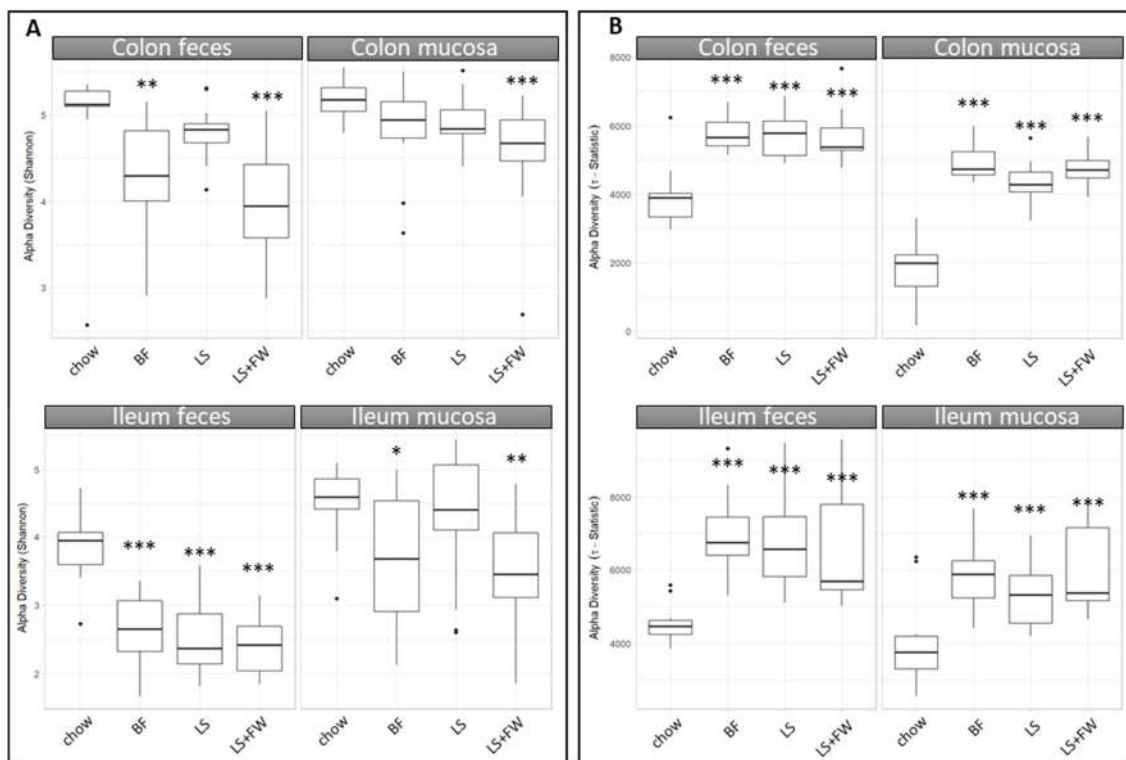 A
Colon feces
Colon mucosa
Alpha Diversity (Shannon)
5
4
3
**
***
***
chow
BF
LS
LS+FW
chow
BF
LS
LS+FW
Ileum feces
Ileum mucosa
Alpha Diversity (Shannon)
5
4
3
2
***
***
***
*
**
chow
BF
LS
LS+FW
chow
BF
LS
LS+FW
B
Colon feces
Colon mucosa
Alpha Diversity (τ – Statistic)
8000
6000
4000
2000
0
***
***
***
***
***
***
chow
BF
LS
LS+FW
chow
BF
LS
LS+FW
Ileum feces
Ileum mucosa
Alpha Diversity (τ – Statistic)
8000
6000
4000
***
***
***
***
***
***
chow
BF
LS
LS+FW
chow
BF
LS
LS+FW